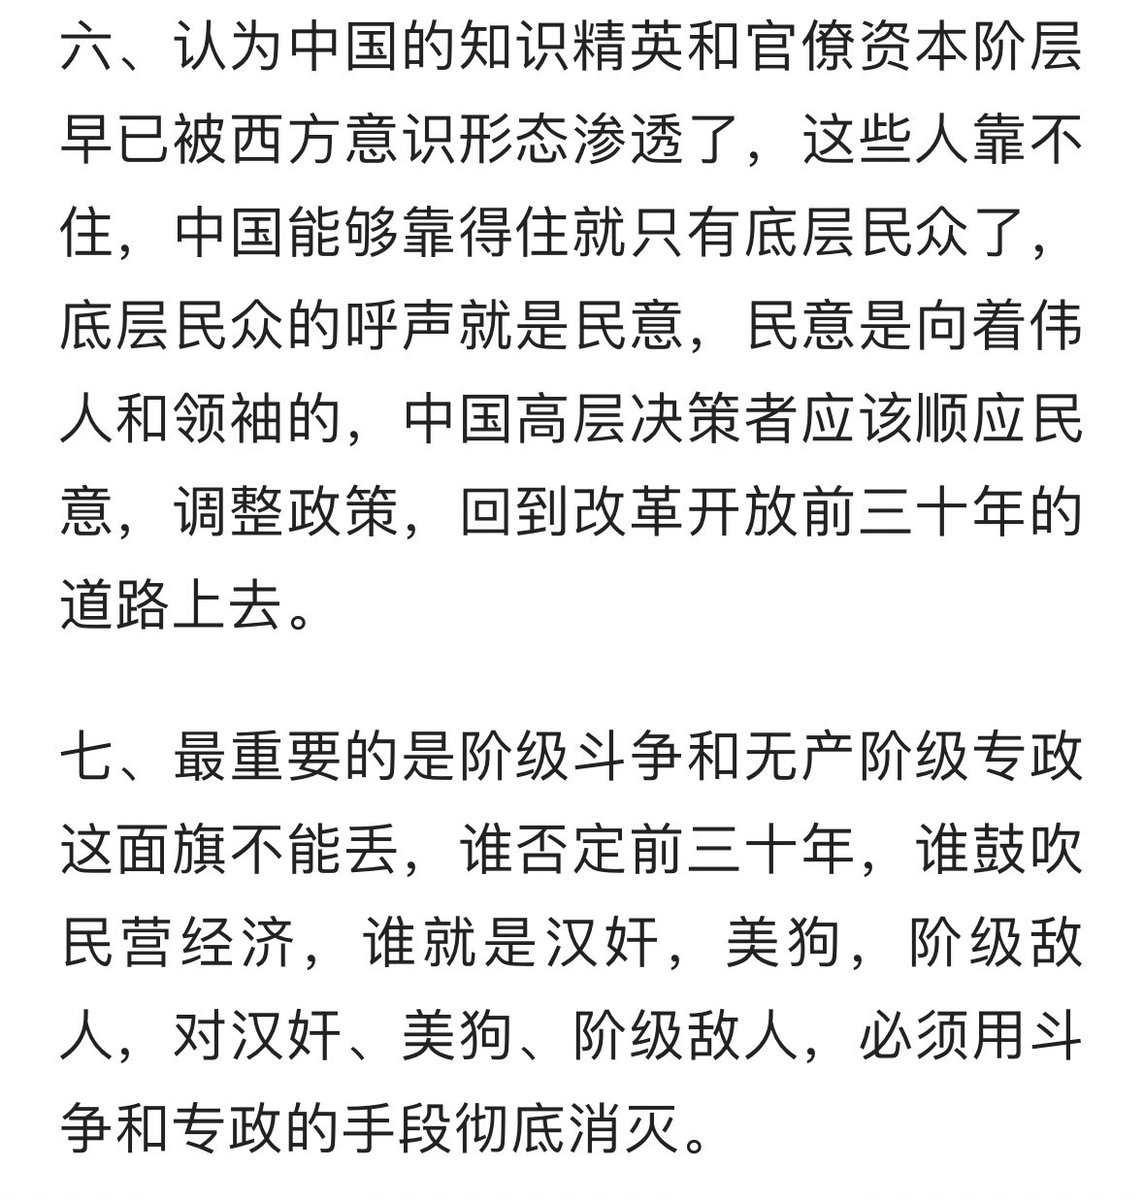 六、认为中国的知识精英和官僚资本阶层
早已被西方意识形态渗透了，这些人靠不
住，中国能够靠得住就只有底层民众了，
底层民众的呼声就是民意，民意是向着伟
人和领袖的，中国高层决策者应该顺应民
意，调整政策，回到改革开放前三十年的
道路上去。
七、最重要的是阶级斗争和无产阶级专政
这面旗不能丢，谁否定前三十年，谁鼓吹
民营经济，谁就是汉奸，美狗，阶级敌
人，对汉奸、美狗、阶级敌人，必须用斗
争和专政的手段彻底消灭。